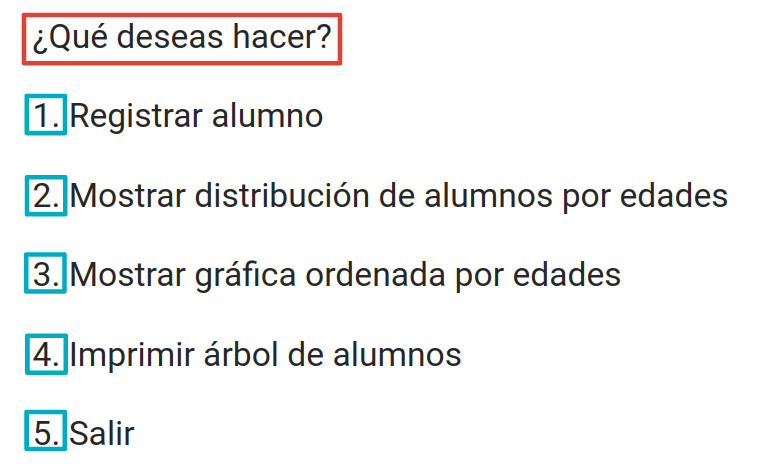 ¿Qué deseas hacer?
1. Registrar alumno
2. Mostrar distribución de alumnos por edades
3. Mostrar gráfica ordenada por edades
4. Imprimir árbol de alumnos
5. Salir